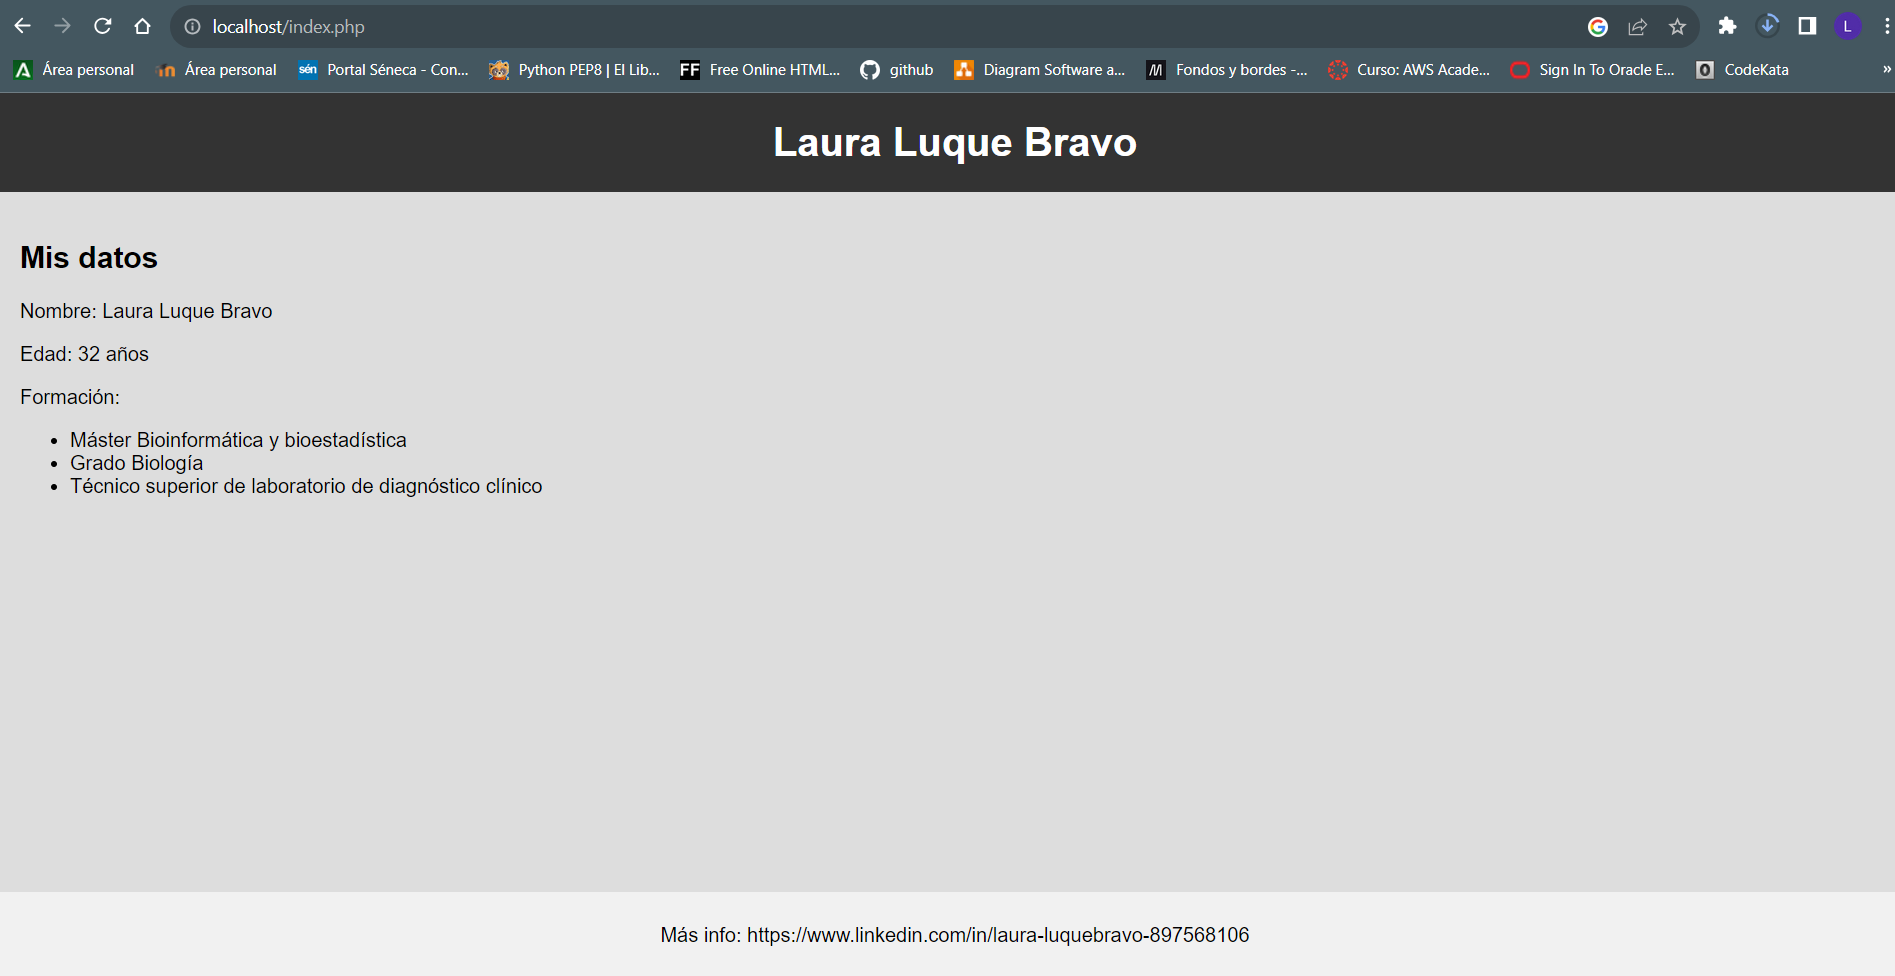 localhost/index.php
L
Área personal Área personal sén Portal Séneca - Con... Python PEP8 | El Lib... FF Free Online HTML... github Diagram Software a... M Fondos y bordes -... Curso: AWS Acade... Sign In To Oracle E... CodeKata »
Laura Luque Bravo
Mis datos
Nombre: Laura Luque Bravo
Edad: 32 años
Formación:
• Máster Bioinformática y bioestadística
• Grado Biología
• Técnico superior de laboratorio de diagnóstico clínico
Más info: https://www.linkedin.com/in/laura-luquebravo-897568106